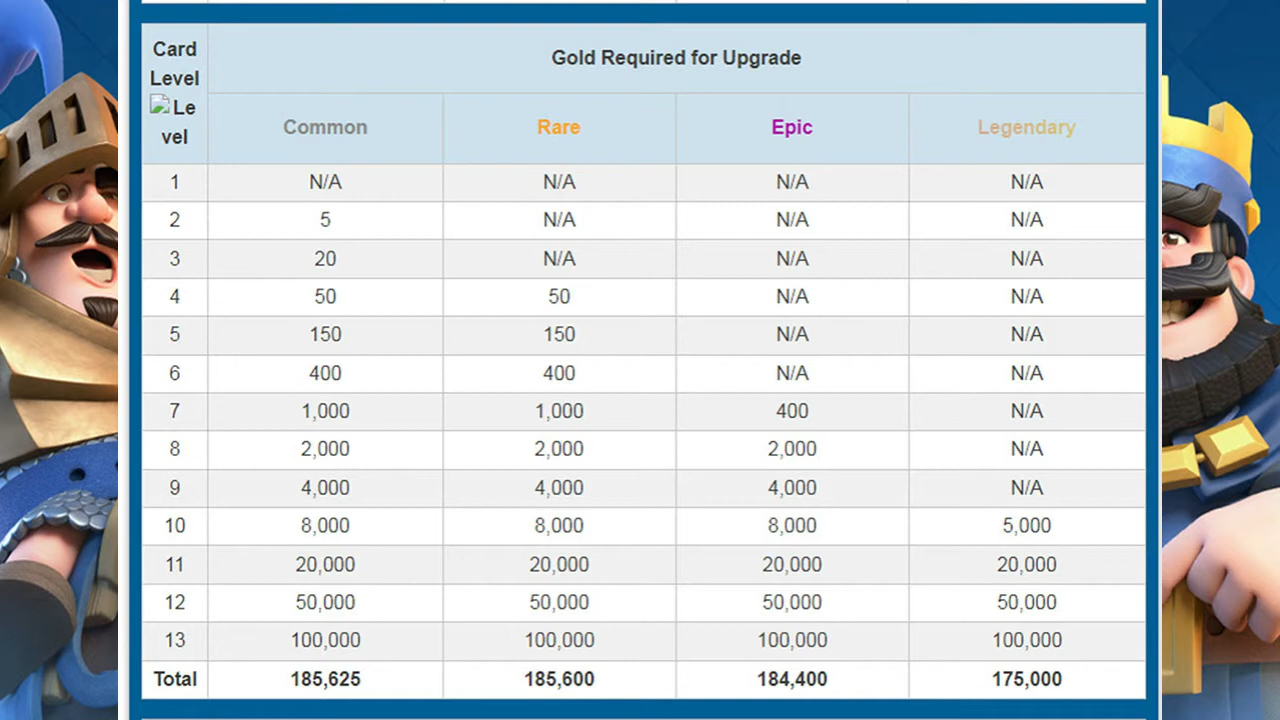 Card Gold Required for Upgrade
Level
Le Common Rare Epic Legendary
vel
1 N/A N/A N/A N/A
2 5 N/A N/A N/A
3 20 N/A N/A N/A
4 50 50 N/A N/A
5 150 150 N/A N/A
6 400 400 N/A N/A
7 1,000 1,000 400 N/A
8 2,000 2,000 2,000 N/A
9 4,000 4,000 4,000 N/A
10 8,000 8,000 8,000 5,000
11 20,000 20,000 20,000 20,000
12 50,000 50,000 50,000 50,000
13 100,000 100,000 100,000 100,000
Total 185,625 185,600 184,400 175,000